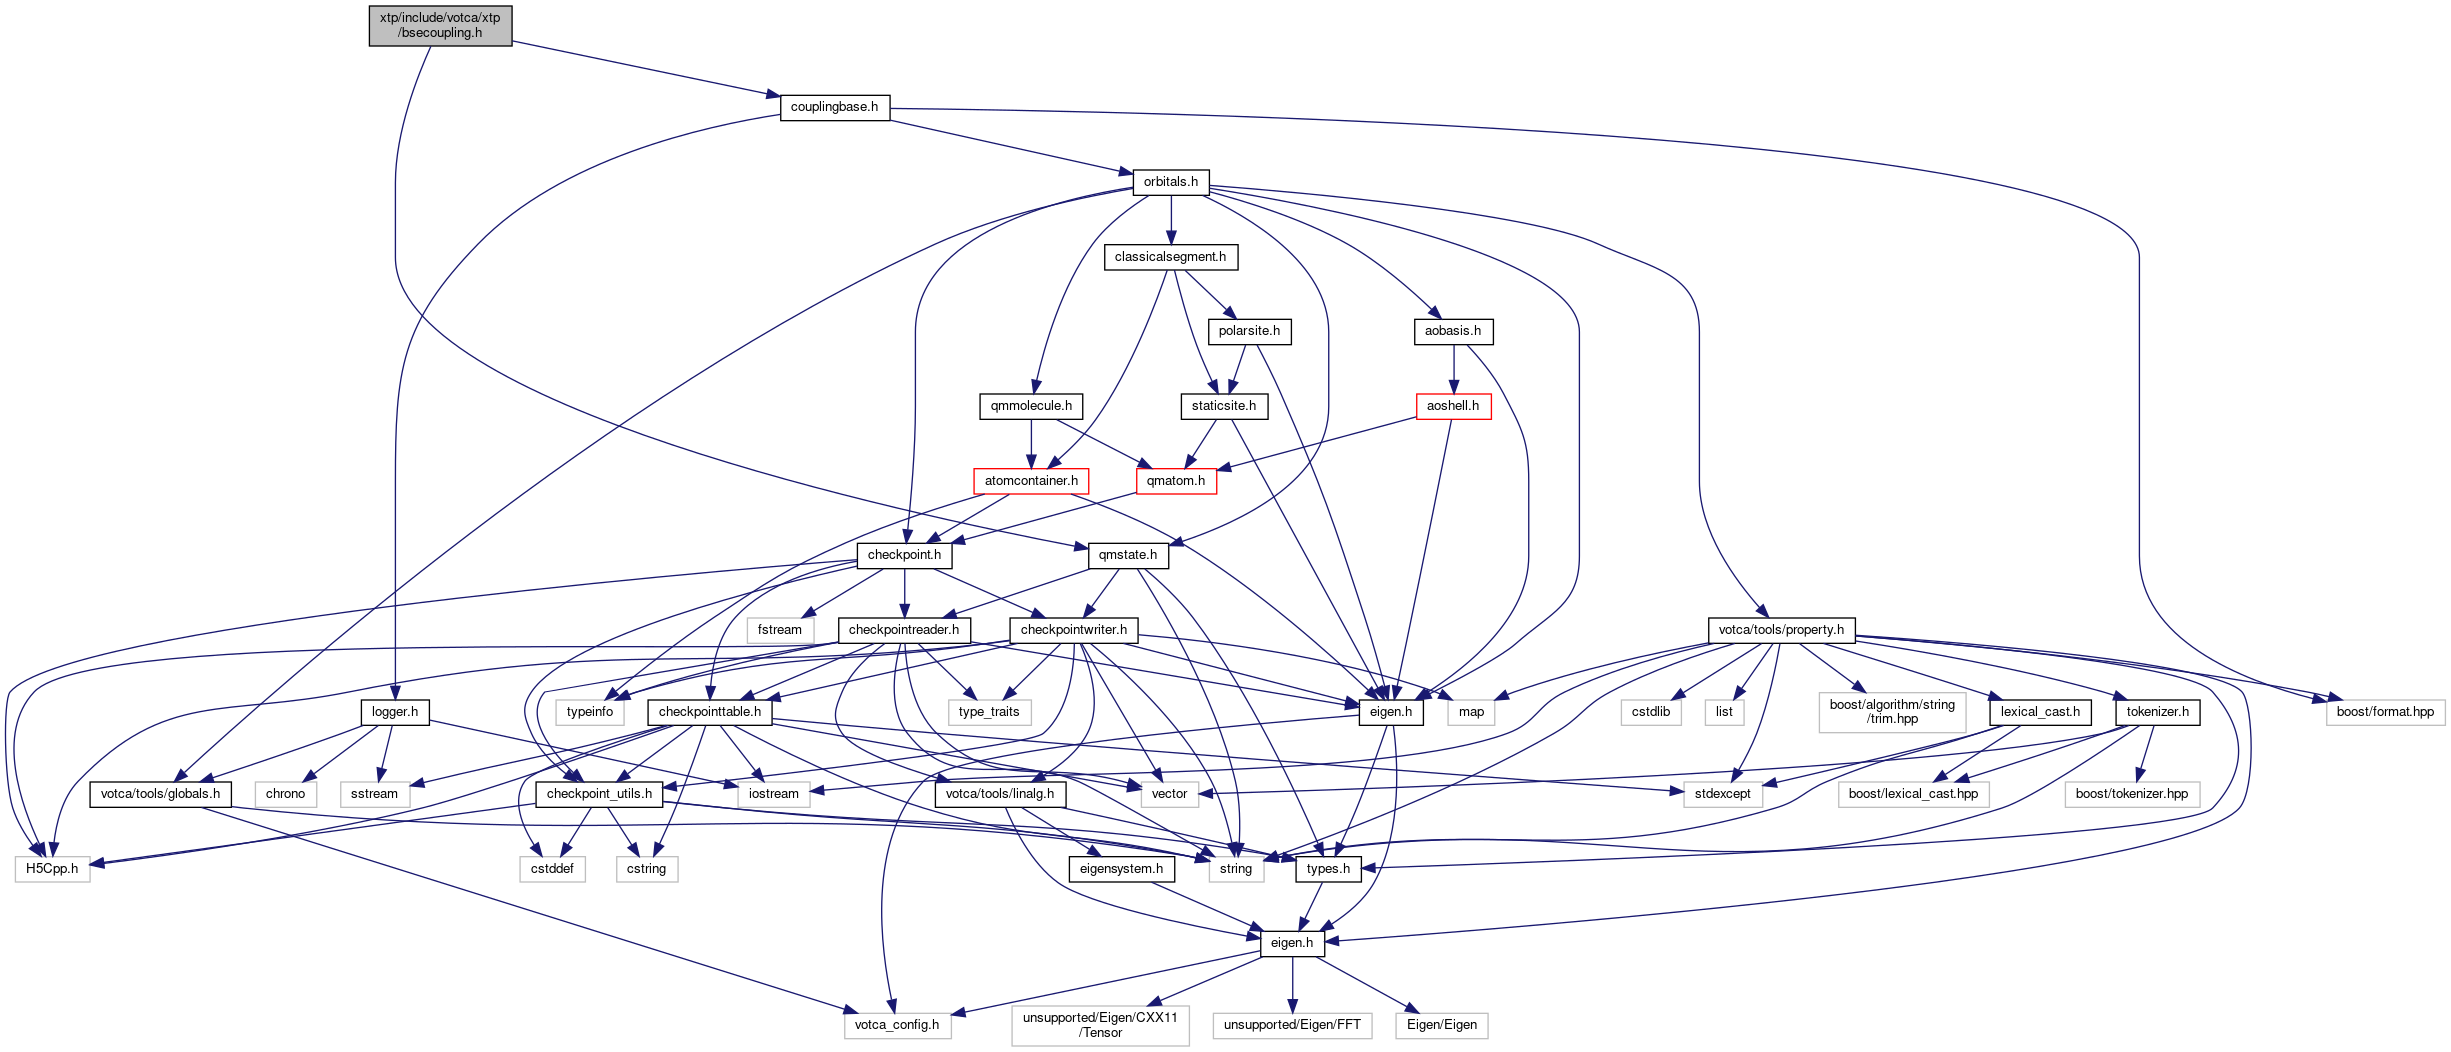 xtp/include/votca/xtp
/bsecoupling.h
couplingbase.h
orbitals.h
classicalsegment.h
polarsite.h
aobasis.h
qmmolecule.h
staticsite.h
aoshell.h
atomcontainer.h
qmatom.h
checkpoint.h
qmstate.h
fstream
checkpointreader.h
checkpointwriter.h
votca/tools/property.h
logger.h
typeinfo
checkpointtable.h
type_traits
eigen.h
map
cstdlib
list
boost/algorithm/string
/trim.hpp
lexical_cast.h
tokenizer.h
boost/format.hpp
votca/tools/globals.h
chrono
sstream
checkpoint_utils.h
iostream
votca/tools/linalg.h
vector
stdexcept
boost/lexical_cast.hpp
boost/tokenizer.hpp
H5Cpp.h
cstddef
cstring
eigensystem.h
string
types.h
eigen.h
votca_config.h
unsupported/Eigen/CXX11
/Tensor
unsupported/Eigen/FFT
Eigen/Eigen